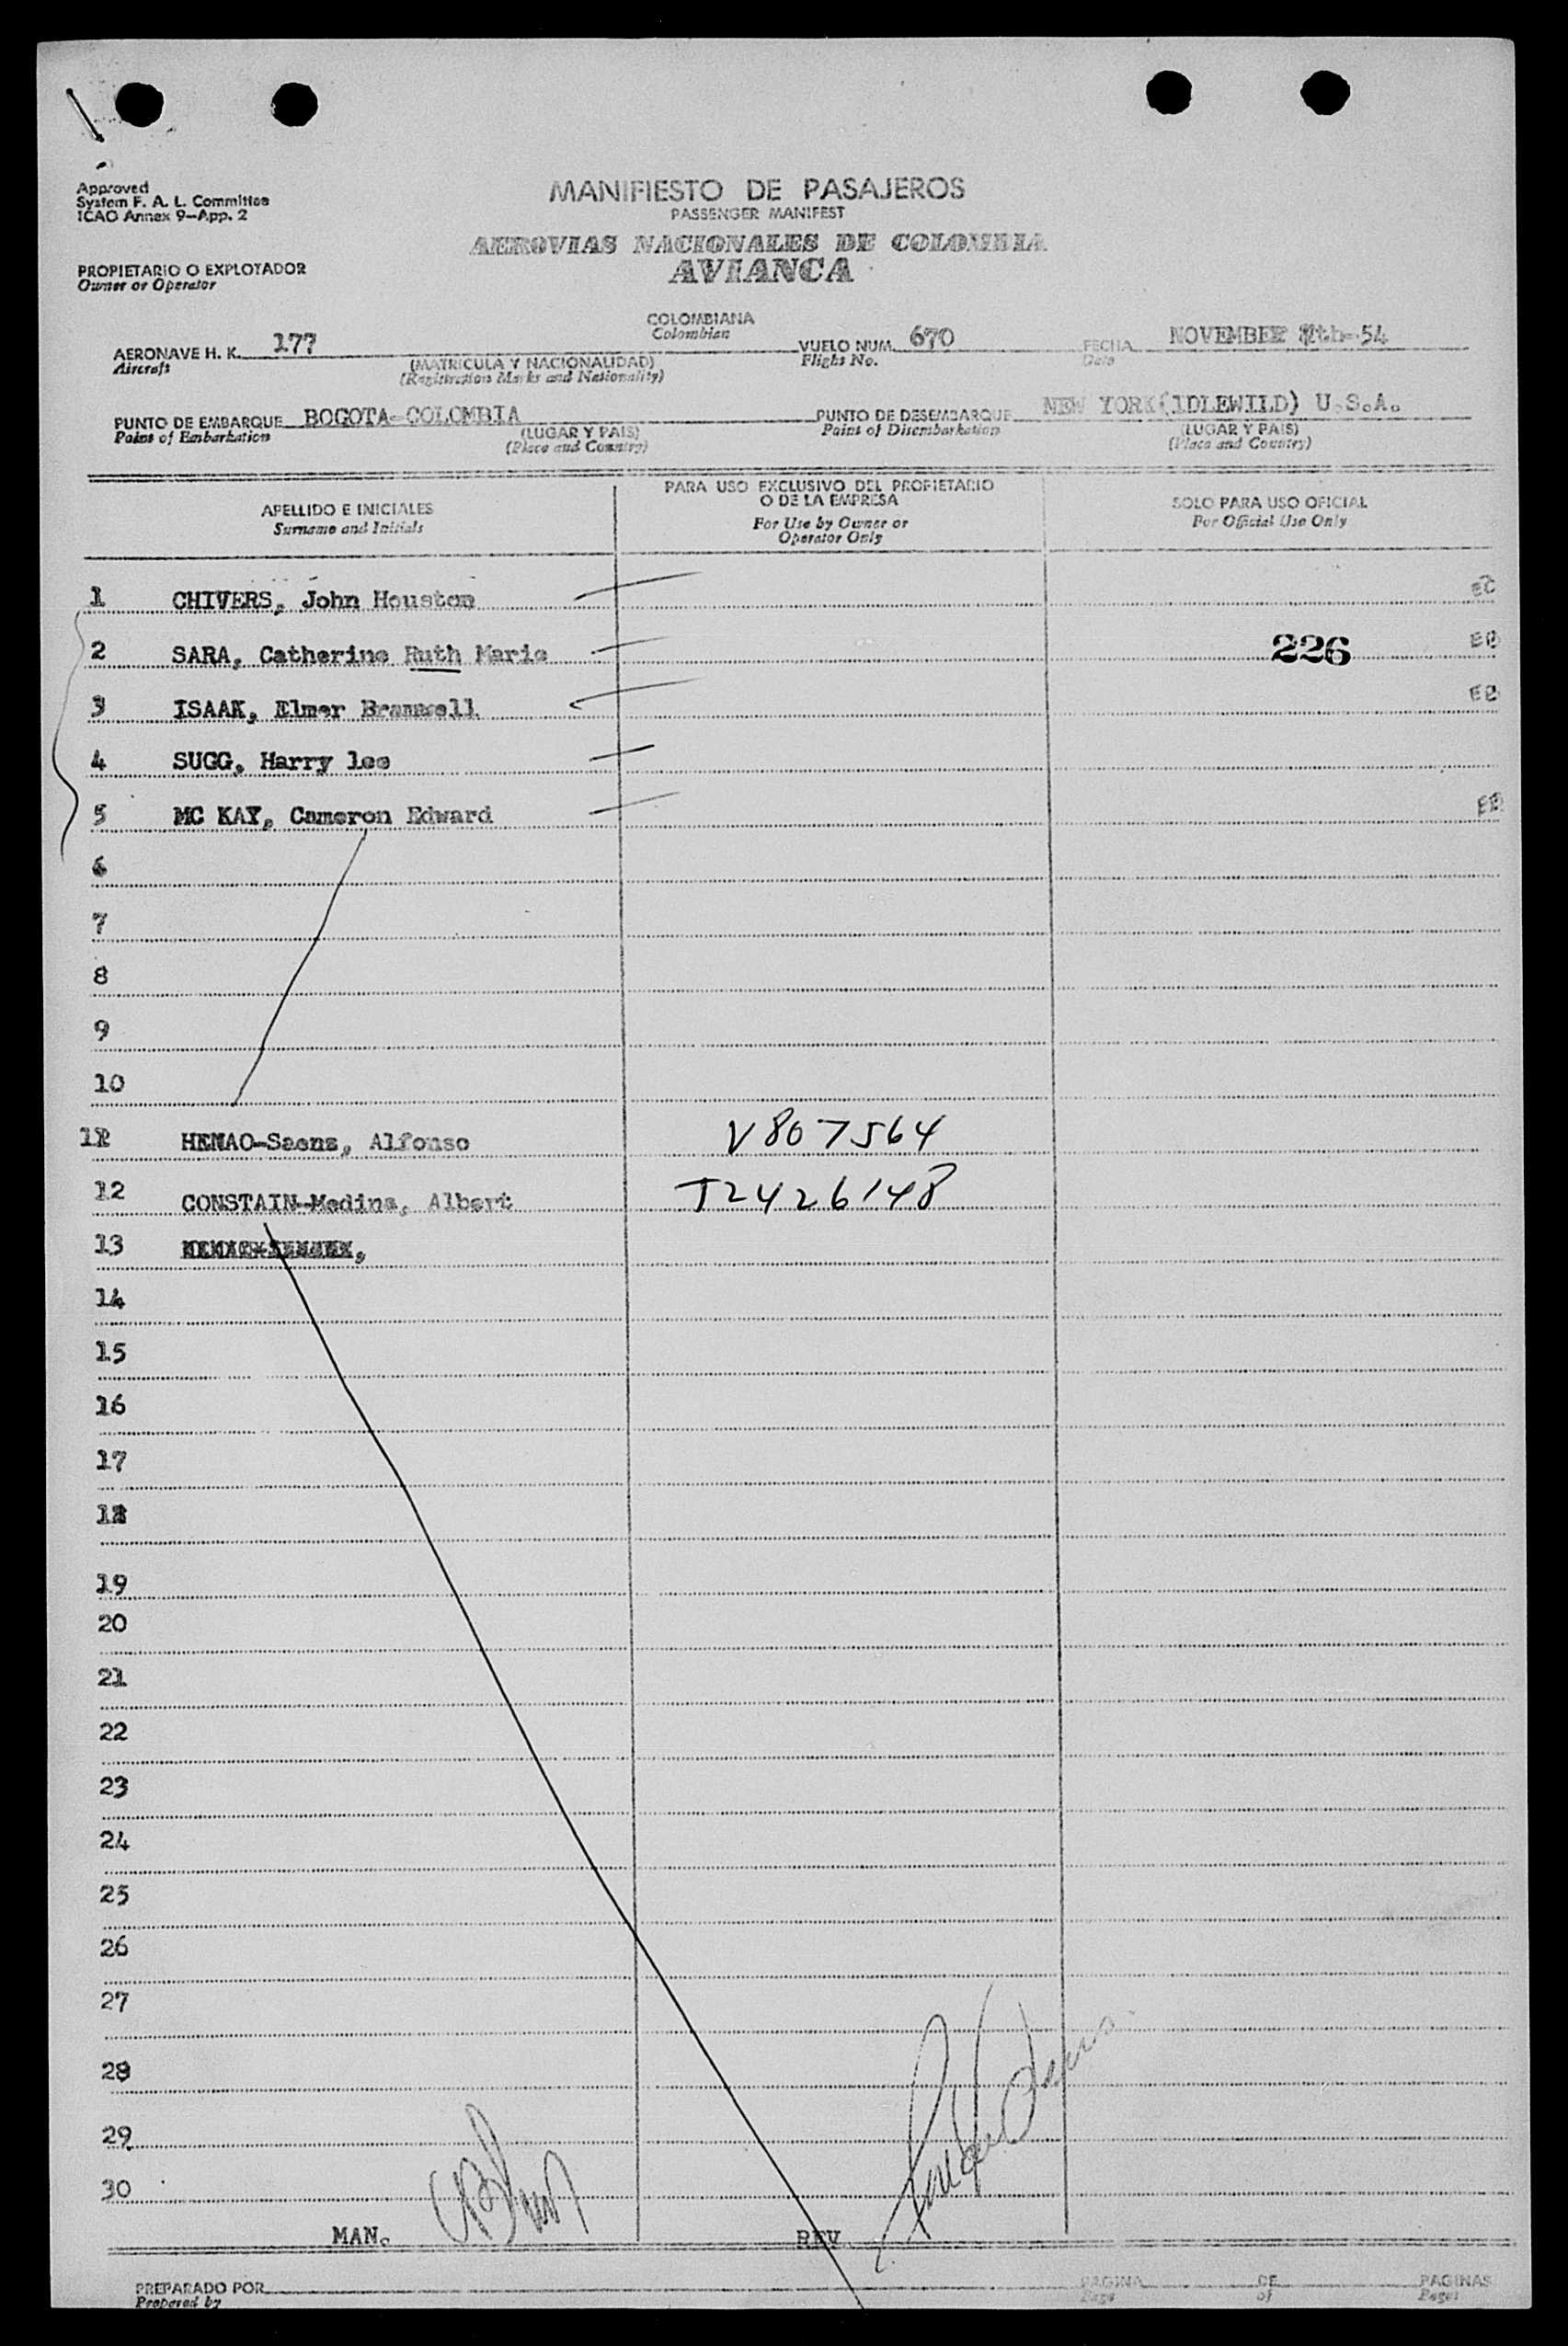 Approved
System F. A. L. Committee
ICAO Annex 9-App. 2
MANIFIESTO DE PASAJEROS
PASSENGER MANIFEST
AEROVIAS NACIONALES DE COLOMBIA
AVIANCA
PROPIETARIO O EXPLOTADOR
Owner or Operator
COLOMBIANA
Colombian
AERONAVE H. K. 177 VUELO NUM. 670 FECHA NOVEMBER 54
Aircraft (MATRICULA Y NACIONALIDAD) Flight No. Date
(Registration Marks and Nationality)
PUNTO DE EMBARQUE BOGOTA-COLOMBIA PUNTO DE DESEMBARQUE NEW YORK(IDLEWILD) U.S.A.
Point of Embarkation (LUGAR Y PAIS) Point of Disembarkation (LUGAR Y PAIS)
(Place and Country) (Place and Country)
APELLIDO E INICIALES
Surname and Initials
PARA USO EXCLUSIVO DEL PROPIETARIO
O DE LA EMPRESA
For Use by Owner or
Operator Only
SOLO PARA USO OFICIAL
For Official Use Only
1 CHIVERS, John Houston
2 SARA, Catherine Ruth Marie 226
3 ISAAK, Elmer Brammell
4 SUGG, Harry lee
5 MC KAY, Cameron Edward
6
7
8
9
10
HENAO-Saenz, Alfonso V807564
12 CONSTAIN-Medina, Albert T2426148
13
14
15
16
17
19
20
21
22
23
24
25
26
27
28
29
30
MAN. REV.
PREPARADO POR PAGINA DE PAGINAS
Prepared by Page of Pages